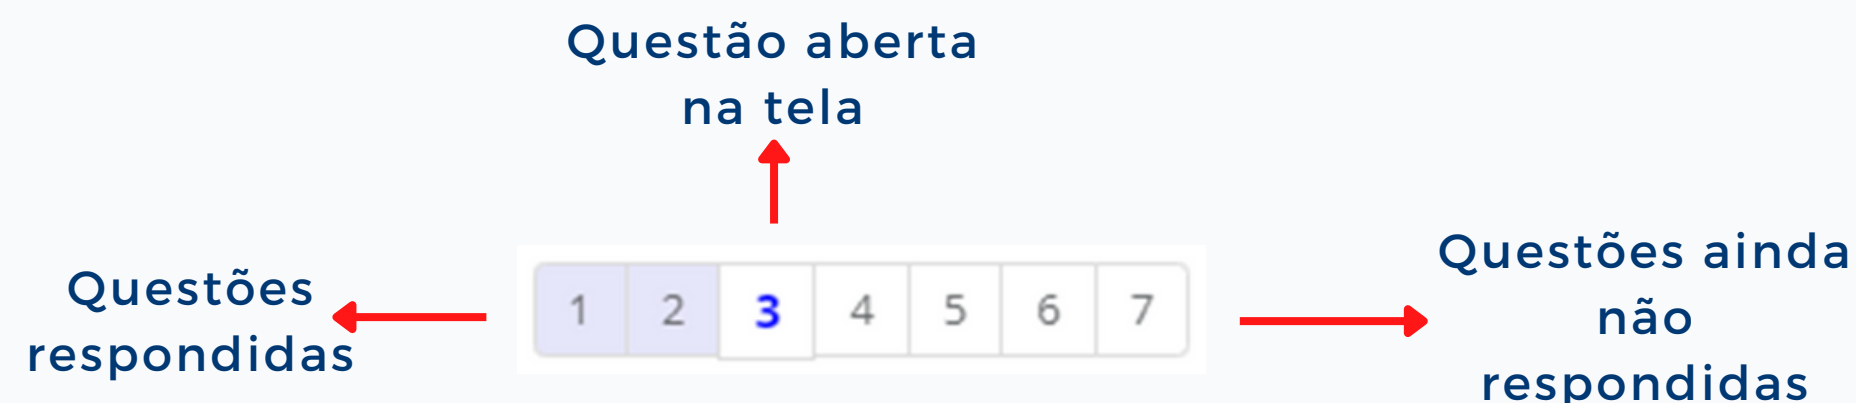 Questão aberta
na tela
Questões
respondidas
1 2 3 4 5 6 7
Questões ainda
não
respondidas